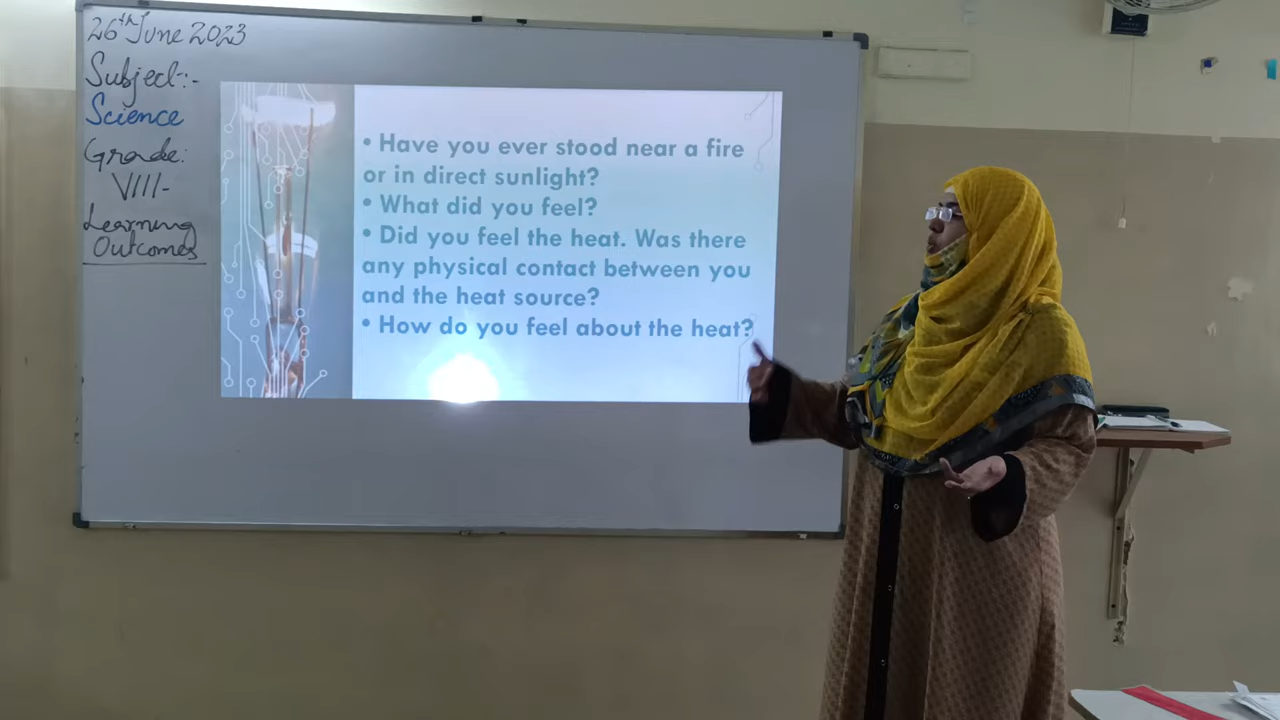 26th June 2023
Subject:-
Science
Grade:
VIII-
Learning
Outcomes
• Have you ever stood near a fire
or in direct sunlight?
• What did you feel?
• Did you feel the heat. Was there
any physical contact between you
and the heat source?
• How do you feel about the heat?